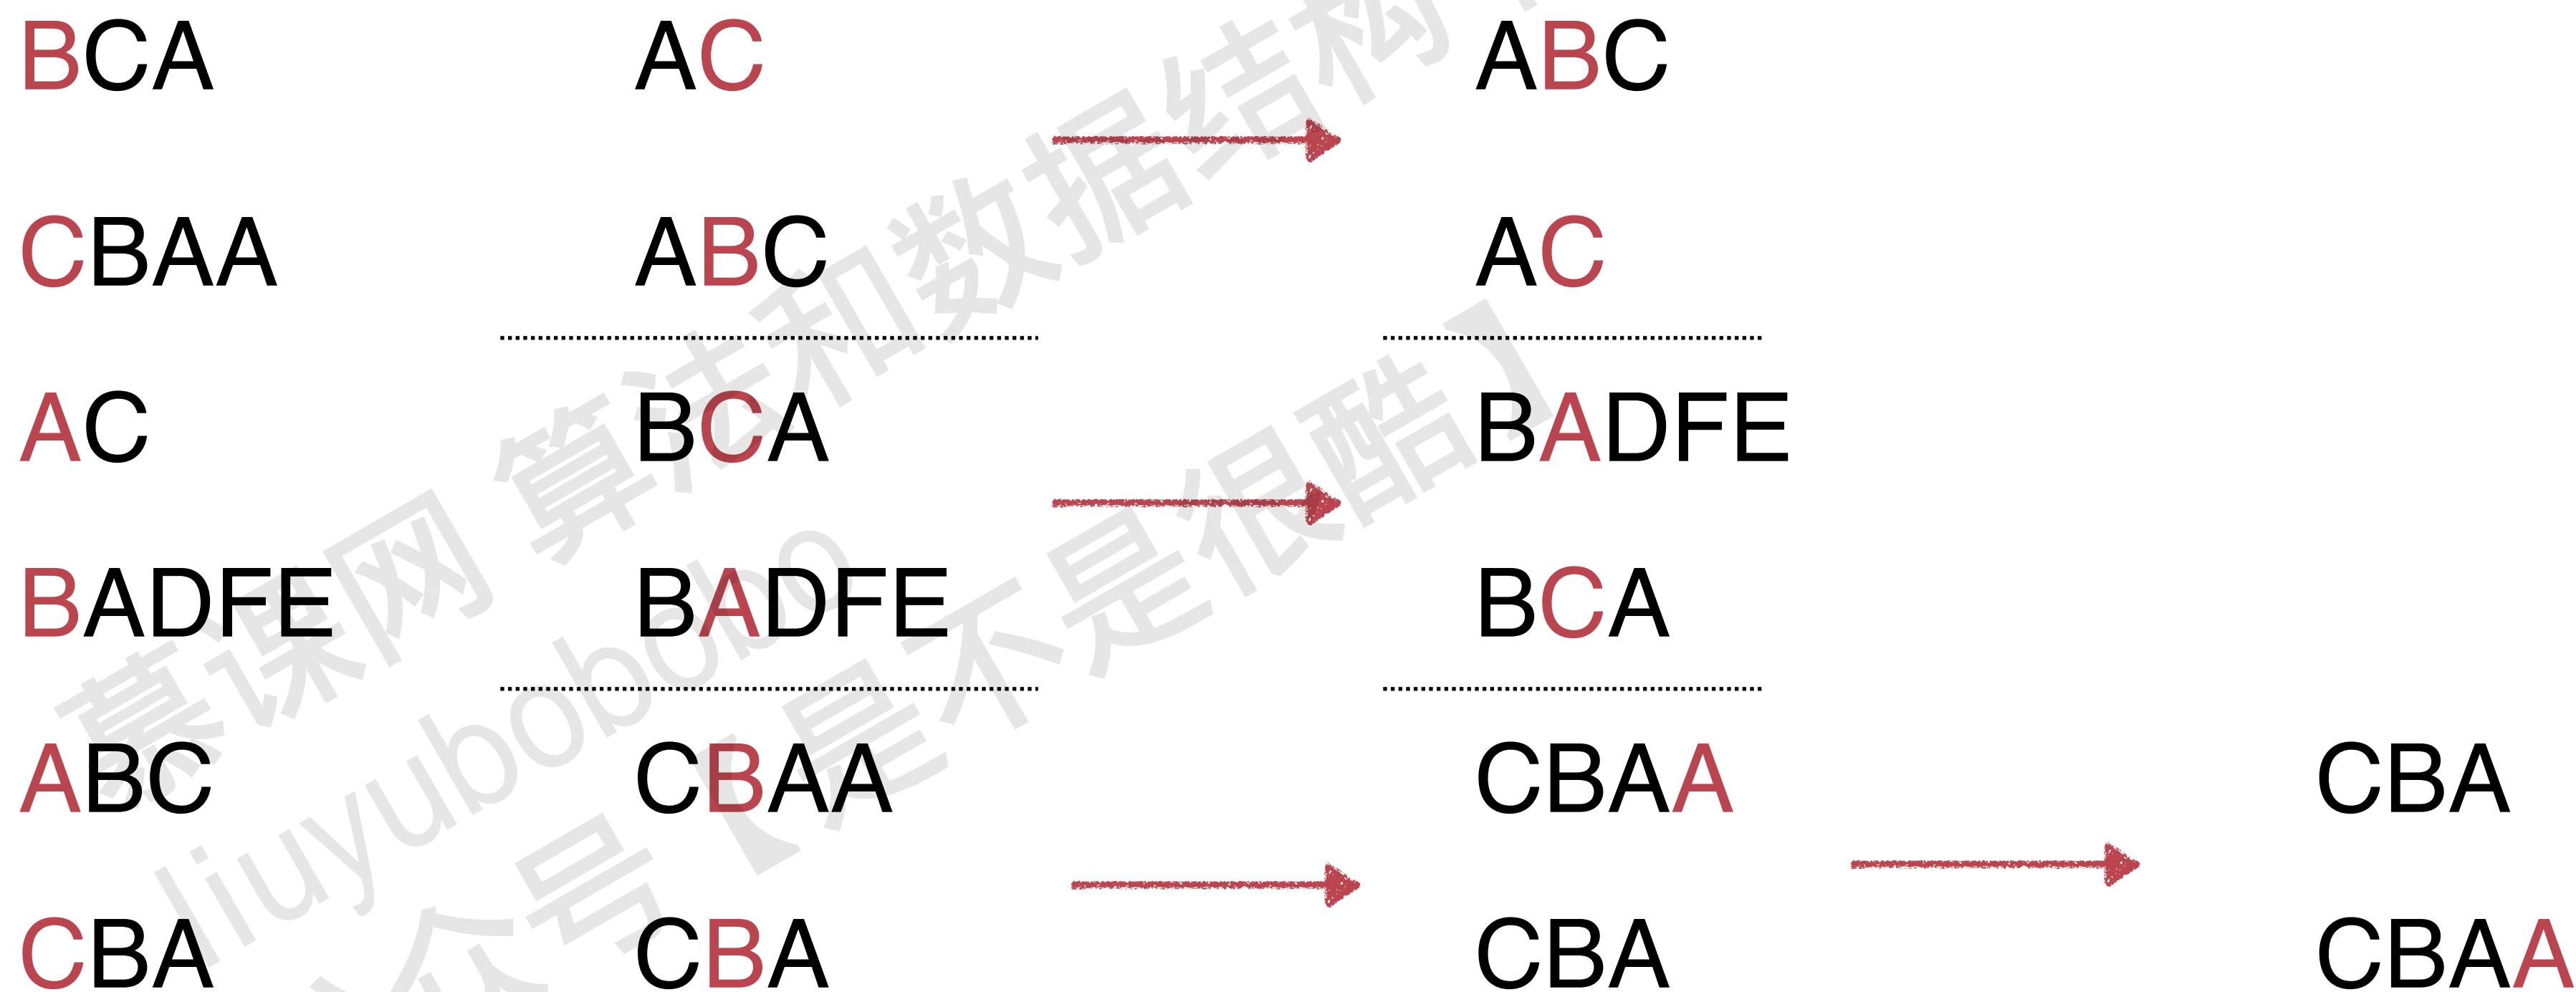 BCA AC ABC
CBAA ABC AC
AC BCA BADFE
BADFE BADFE BCA
ABC CBAA CBAA CBA
CBA CBA CBA CBAA
慕课网 算法和数据结构
liuyubobobo
众号【是不是很酷】